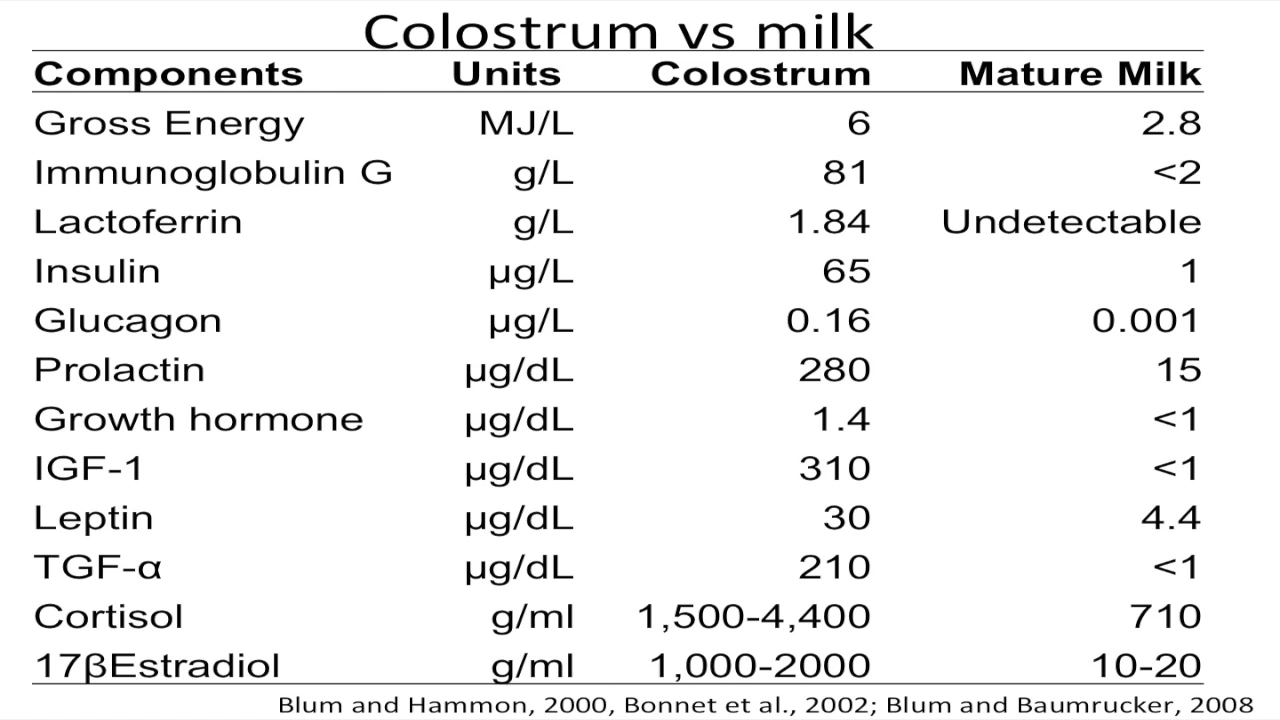 Colostrum vs milk
Components Units Colostrum Mature Milk
Gross Energy MJ/L 6 2.8
Immunoglobulin G g/L 81 <2
Lactoferrin g/L 1.84 Undetectable
Insulin µg/L 65 1
Glucagon µg/L 0.16 0.001
Prolactin µg/dL 280 15
Growth hormone µg/dL 1.4 <1
IGF-1 µg/dL 310 <1
Leptin µg/dL 30 4.4
TGF-α µg/dL 210 <1
Cortisol g/ml 1,500-4,400 710
17βEstradiol g/ml 1,000-2000 10-20
Blum and Hammon, 2000, Bonnet et al., 2002; Blum and Baumrucker, 2008